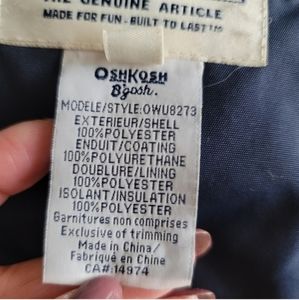 THE GENUINE ARTICLE
MADE FOR FUN - BUILT TO LAST
OSHKOSH
B'gosh.
MODELE/STYLE:OWU8273
EXTERIEUR/SHELL
100%POLYESTER
ENDUIT/COATING
100%POLYURETHANE
DOUBLURE/LINING
100%POLYESTER
ISOLANT/INSULATION
100%POLYESTER
Garnitures non comprises
Exclusive of trimming
Made in China/
Fabriqué en Chine
CA#:14974